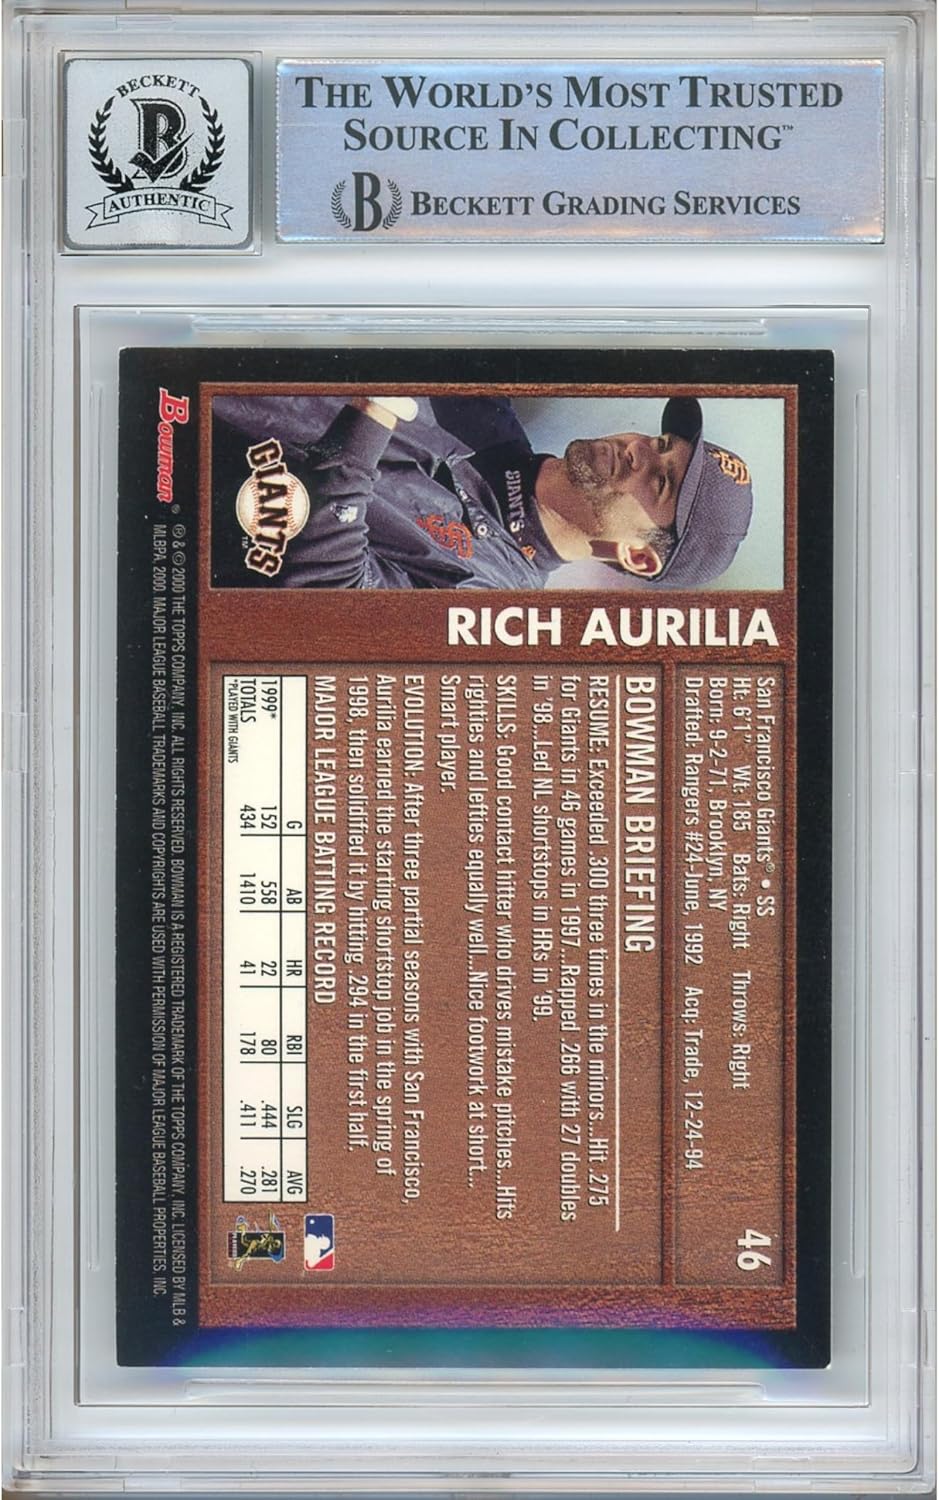 BECKETT
B
AUTHENTIC
THE WORLD'S MOST TRUSTED
SOURCE IN COLLECTING™
B BECKETT GRADING SERVICES
GIANTS
GIANTS™
RICH AURILIA
46
San Francisco Giants® • SS
Ht: 6'1" Wt: 185 Bats: Right Throws: Right
Born: 9-2-71, Brooklyn, NY
Drafted: Rangers #24-June, 1992 Acq: Trade, 12-24-94
BOWMAN BRIEFING
RESUME: Exceeded .300 three times in the minors...Hit .275
for Giants in 46 games in 1997...Rapped .266 with 27 doubles
in '98...Led NL shortstops in HRs in '99.
SKILLS: Good contact hitter who drives mistake pitches...Hits
righties and lefties equally well...Nice footwork at short...
Smart player.
EVOLUTION: After three partial seasons with San Francisco,
Aurilia earned the starting shortstop job in the spring of
1998, then solidified it by hitting .294 in the first half.
MAJOR LEAGUE BATTING RECORD
G AB HR RBI SLG AVG
1999* 152 558 22 80 .444 .281
TOTALS 434 1410 41 178 .411 .270
*PLAYED WITH GIANTS
Bowman®
® & © 2000 THE TOPPS COMPANY, INC. ALL RIGHTS RESERVED. BOWMAN IS A REGISTERED TRADEMARK OF THE TOPPS COMPANY, INC. LICENSED BY MLB &
MLBPA, 2000. MAJOR LEAGUE BASEBALL TRADEMARKS AND COPYRIGHTS ARE USED WITH PERMISSION OF MAJOR LEAGUE BASEBALL PROPERTIES, INC.